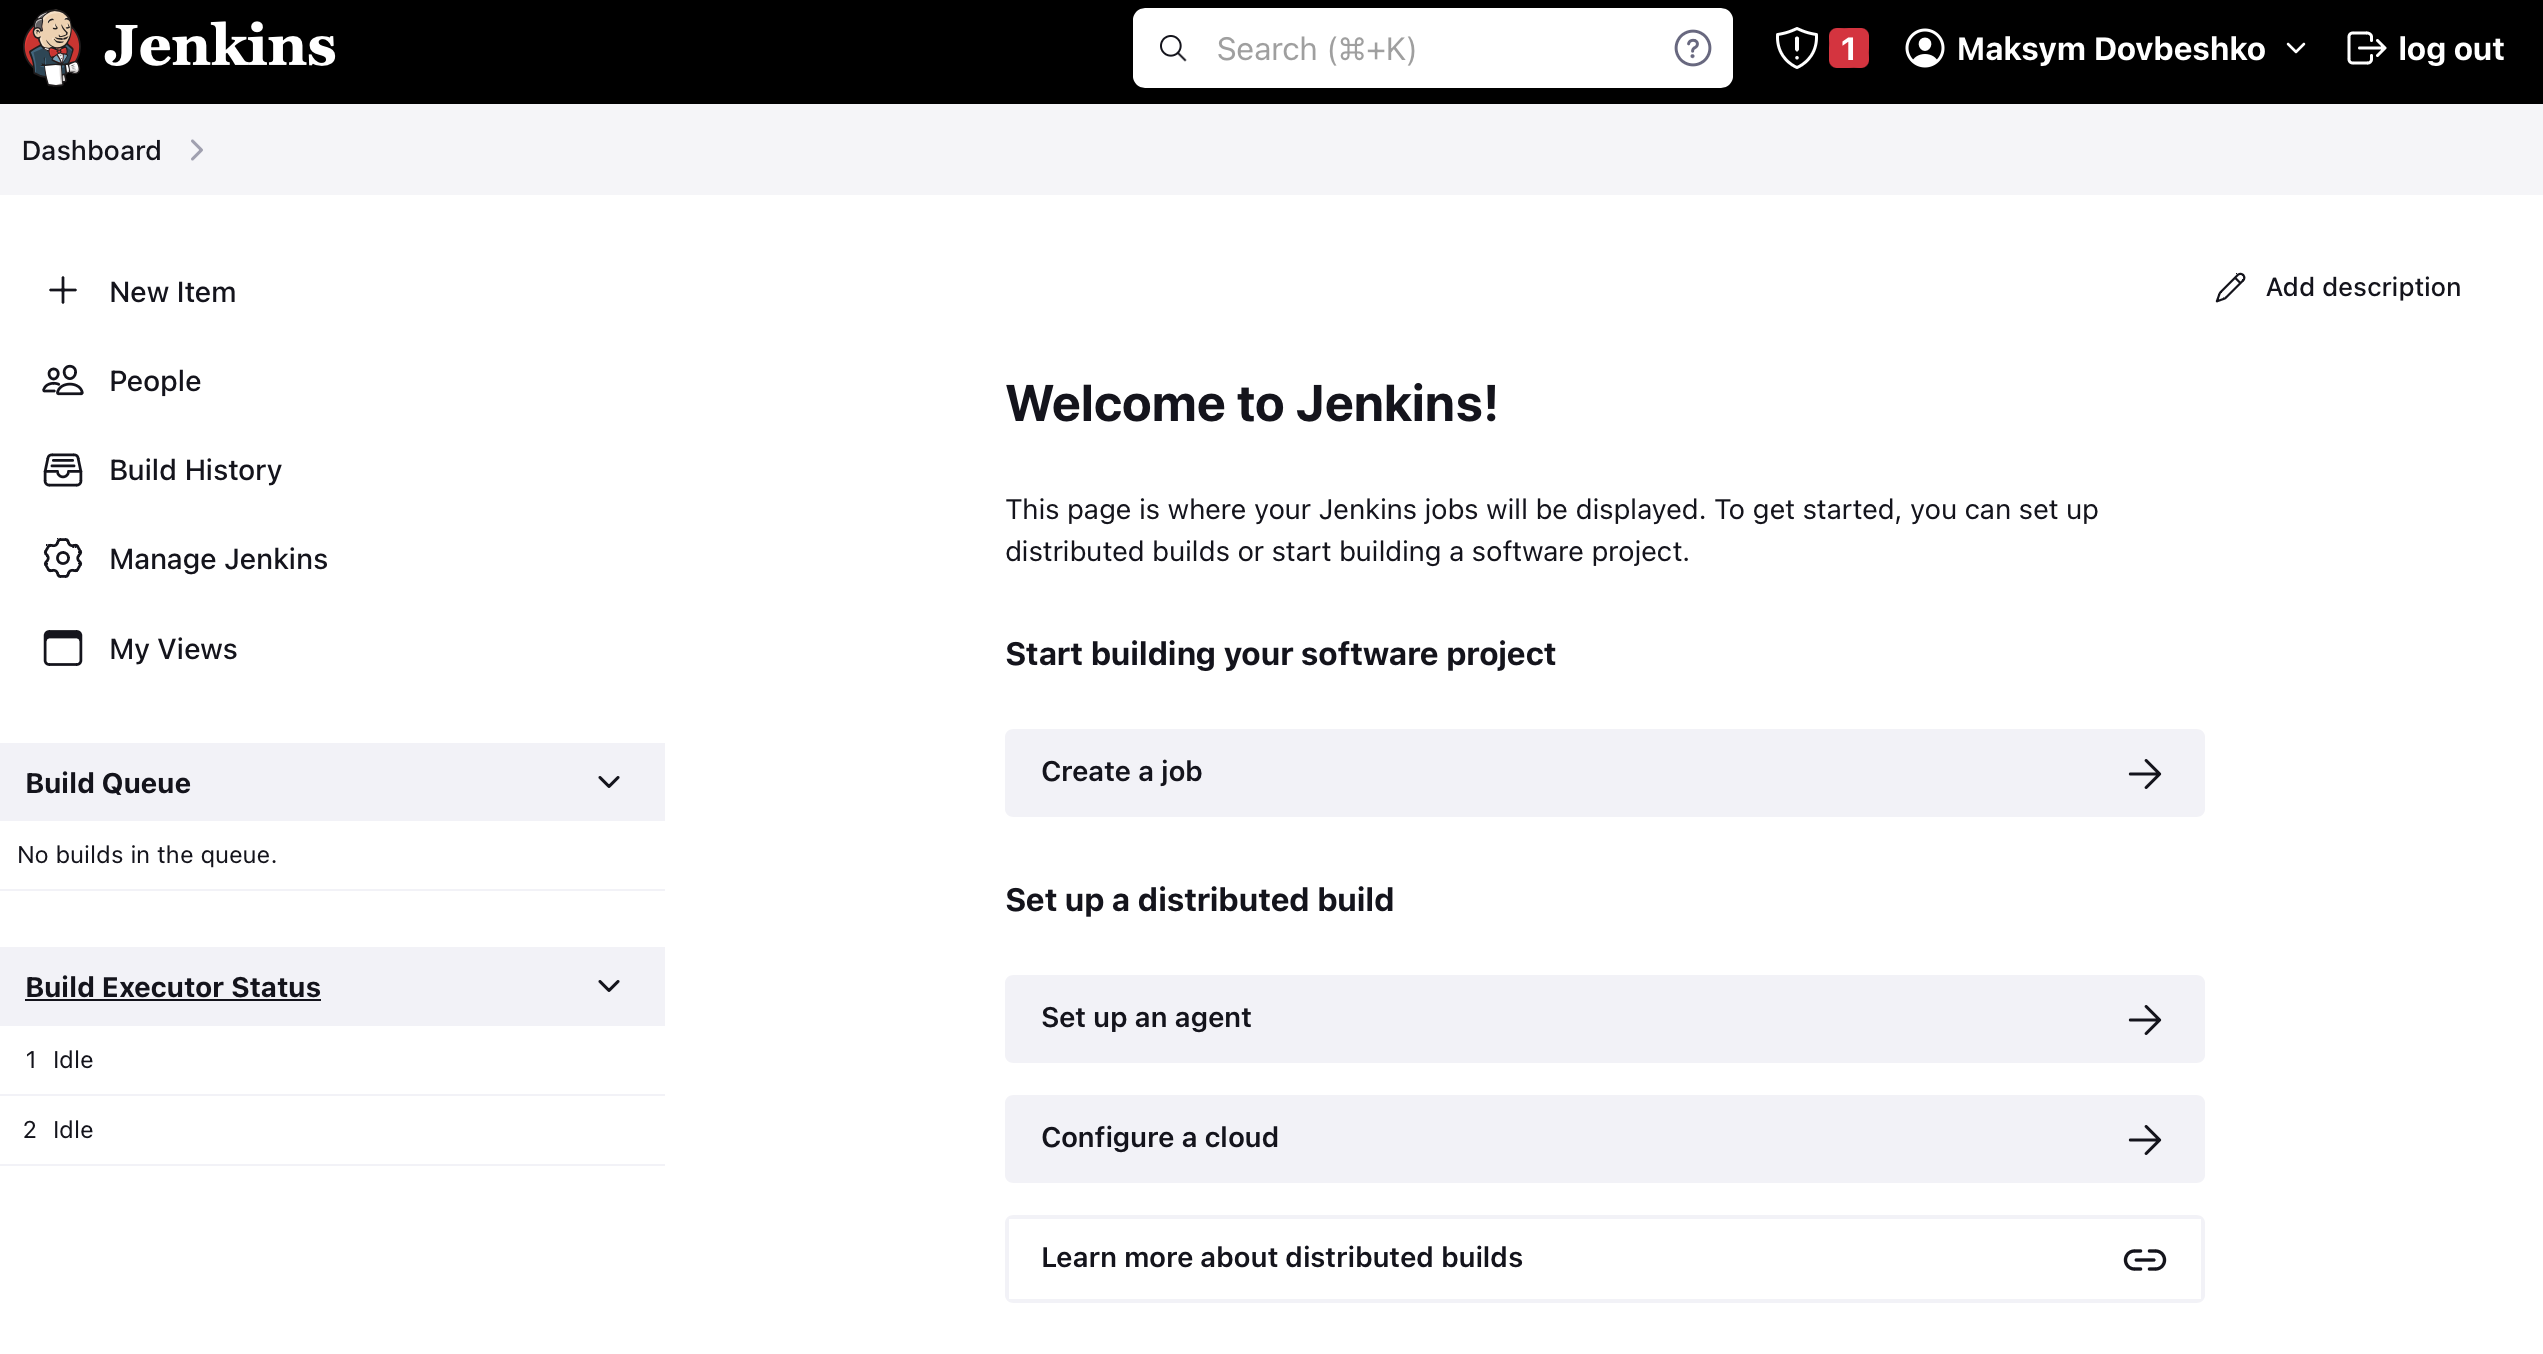 Jenkins
Search (⌘+K)
1
Maksym Dovbeshko
log out
Dashboard
New Item
People
Build History
Manage Jenkins
My Views
Build Queue
No builds in the queue.
Build Executor Status
1 Idle
2 Idle
Add description
Welcome to Jenkins!
This page is where your Jenkins jobs will be displayed. To get started, you can set up
distributed builds or start building a software project.
Start building your software project
Create a job
Set up a distributed build
Set up an agent
Configure a cloud
Learn more about distributed builds